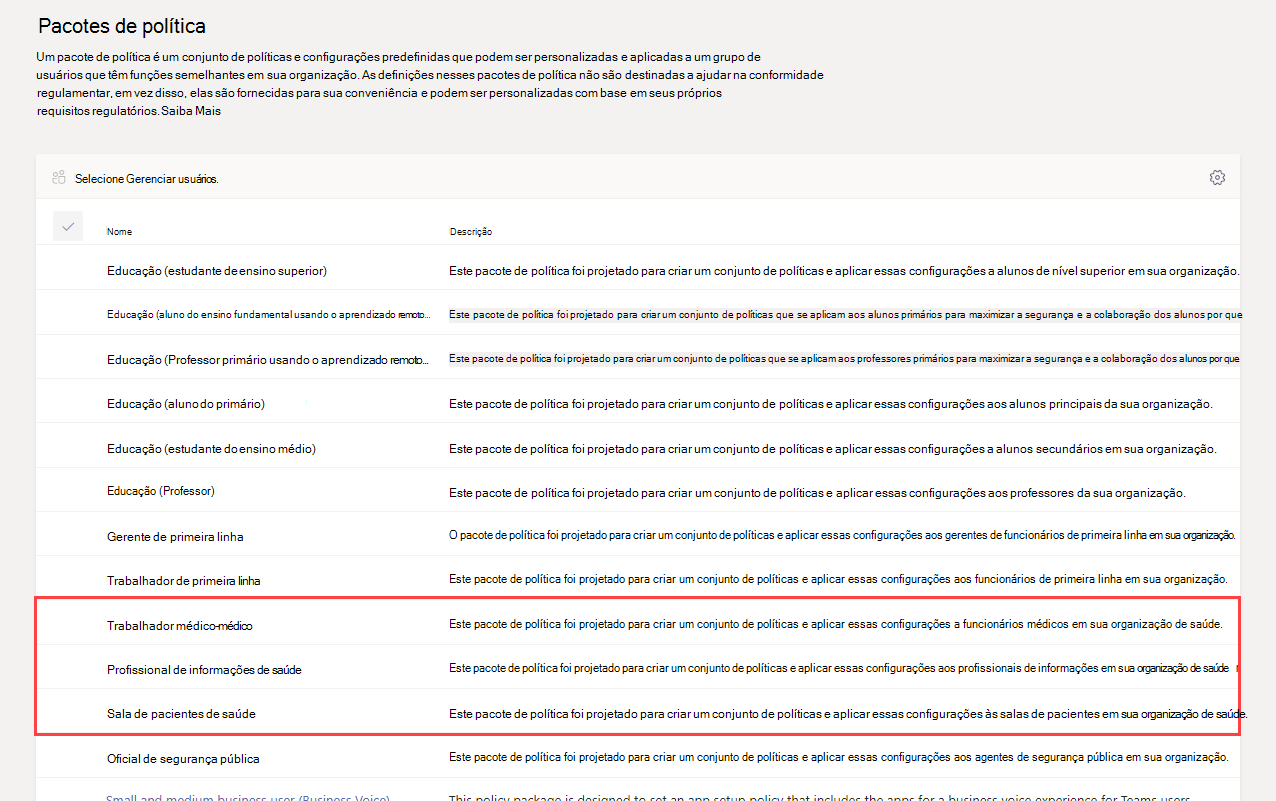 Pacotes de política
Um pacote de política é um conjunto de políticas e configurações predefinidas que podem ser personalizadas e aplicadas a um grupo de
usuários que têm funções semelhantes em sua organização. As definições nesses pacotes de política não são destinadas a ajudar na conformidade
regulamentar, em vez disso, elas são fornecidas para sua conveniência e podem ser personalizadas com base em seus próprios
requisitos regulatórios. Saiba Mais
Selecione Gerenciar usuários.
Nome Descrição
Educação (estudante de ensino superior) Este pacote de política foi projetado para criar um conjunto de políticas e aplicar essas configurações a alunos de nível superior em sua organização.
Educação (aluno do ensino fundamental usando o aprendizado remoto... Este pacote de política foi projetado para criar um conjunto de políticas que se aplicam aos alunos primários para maximizar a segurança e a colaboração dos alunos por que
Educação (Professor primário usando o aprendizado remoto... Este pacote de política foi projetado para criar um conjunto de políticas que se aplicam aos professores primários para maximizar a segurança e a colaboração dos alunos por que
Educação (aluno do primário) Este pacote de política foi projetado para criar um conjunto de políticas e aplicar essas configurações aos alunos principais da sua organização.
Educação (estudante do ensino médio) Este pacote de política foi projetado para criar um conjunto de políticas e aplicar essas configurações a alunos secundários em sua organização.
Educação (Professor) Este pacote de política foi projetado para criar um conjunto de políticas e aplicar essas configurações aos professores da sua organização.
Gerente de primeira linha O pacote de política foi projetado para criar um conjunto de políticas e aplicar essas configurações aos gerentes de funcionários de primeira linha em sua organização.
Trabalhador de primeira linha Este pacote de política foi projetado para criar um conjunto de políticas e aplicar essas configurações aos funcionários de primeira linha em sua organização.
Trabalhador médico-médico Este pacote de política foi projetado para criar um conjunto de políticas e aplicar essas configurações a funcionários médicos em sua organização de saúde.
Profissional de informações de saúde Este pacote de política foi projetado para criar um conjunto de políticas e aplicar essas configurações aos profissionais de informações em sua organização de saúde
Sala de pacientes de saúde Este pacote de política foi projetado para criar um conjunto de políticas e aplicar essas configurações às salas de pacientes em sua organização de saúde.
Oficial de segurança pública Este pacote de política foi projetado para criar um conjunto de políticas e aplicar essas configurações aos agentes de segurança pública em sua organização.
Small and medium business user (Business Voice) This policy package is designed to set an app setup policy that includes the apps for a business voice experience for Teams users